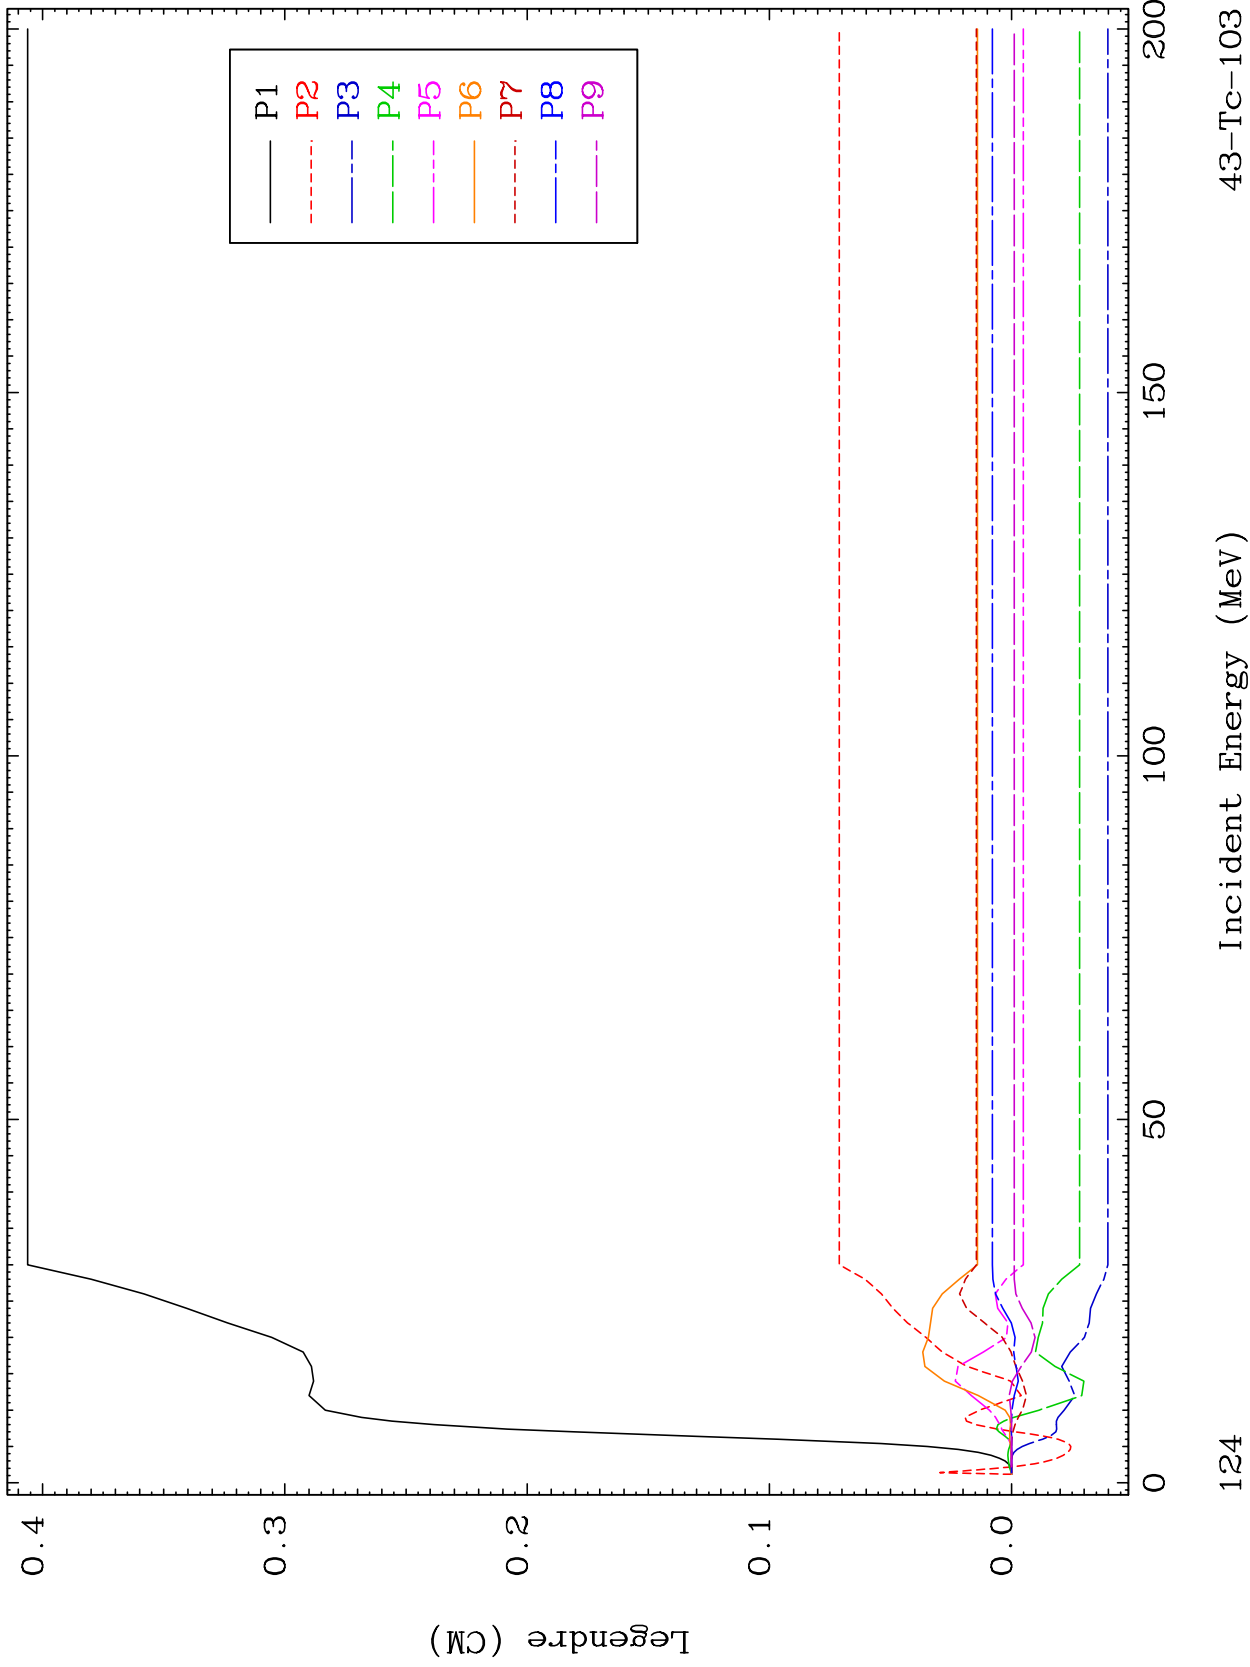 P1
P2
P3
P4
P5
P6
P7
P8
P9
Legendre (CM)
0.4
0.3
0.2
0.1
0.0
0
50
100
150
200
124
Incident Energy (MeV)
43-Tc-103